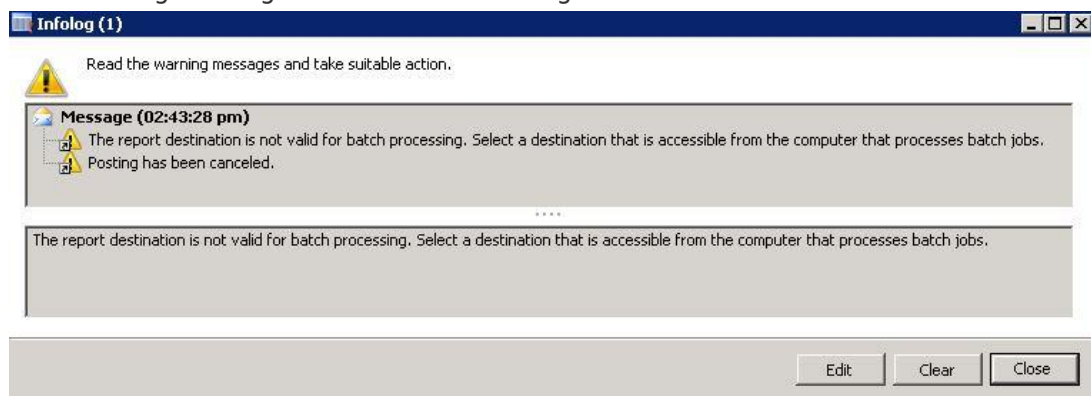 Infolog (1)
Read the warning messages and take suitable action.
Message (02:43:28 pm)
The report destination is not valid for batch processing. Select a destination that is accessible from the computer that processes batch jobs.
Posting has been canceled.
The report destination is not valid for batch processing. Select a destination that is accessible from the computer that processes batch jobs.
Edit
Clear
Close